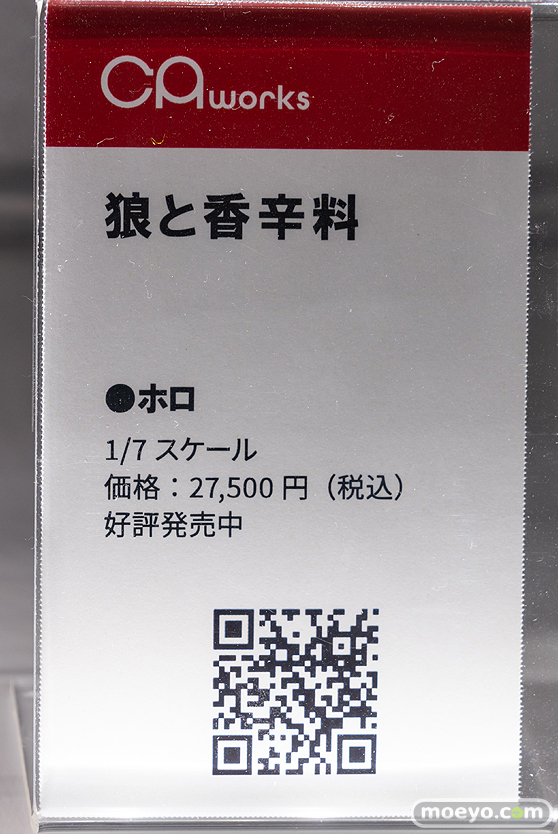 CAworks
狼と香辛料
●ホロ
1/7 スケール
価格：27,500 円（税込）
好評発売中
moeyo.com